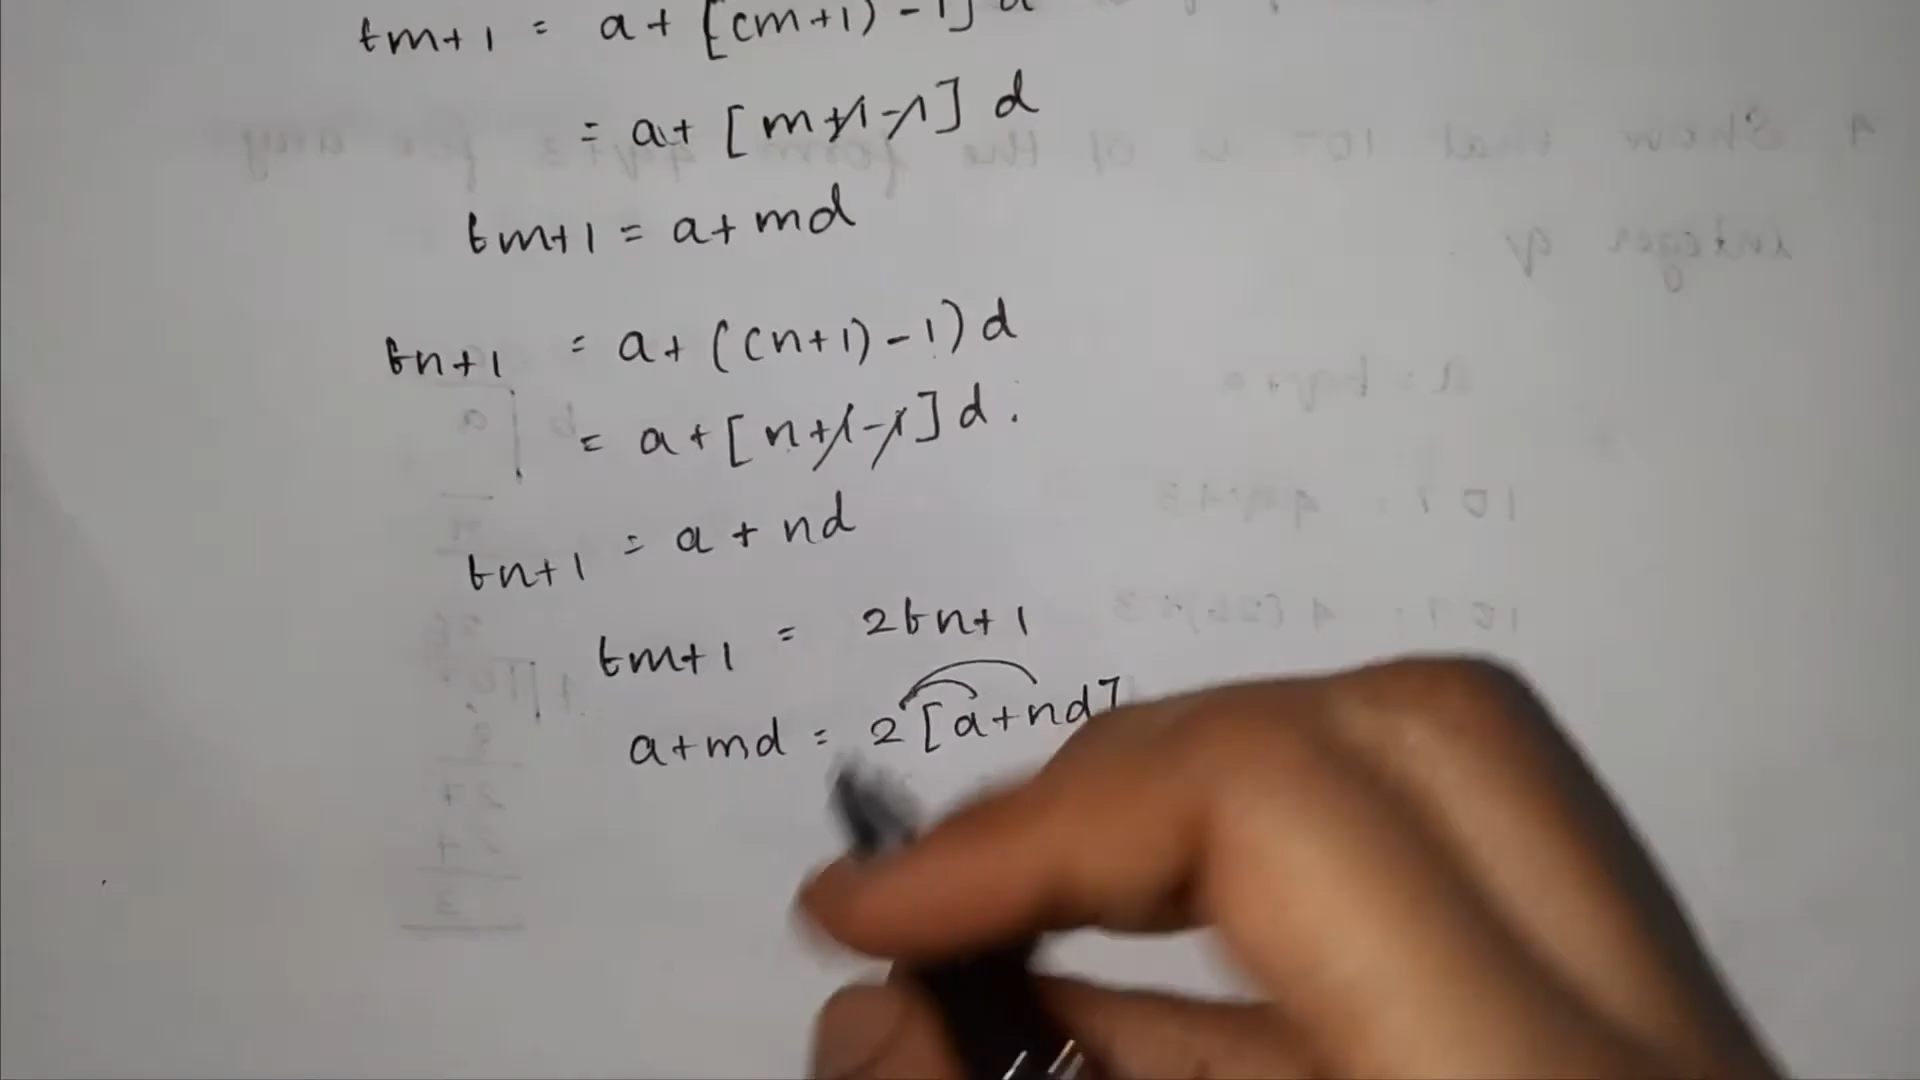 tm+1 = a+[(m+1)-1]d
= a+[m+1-1]d
tm+1 = a+md
tn+1 = a+((n+1)-1)d
= a+[n+1-1]d.
tn+1 = a+nd
tm+1 = 2tn+1
a+md = 2[a+nd]